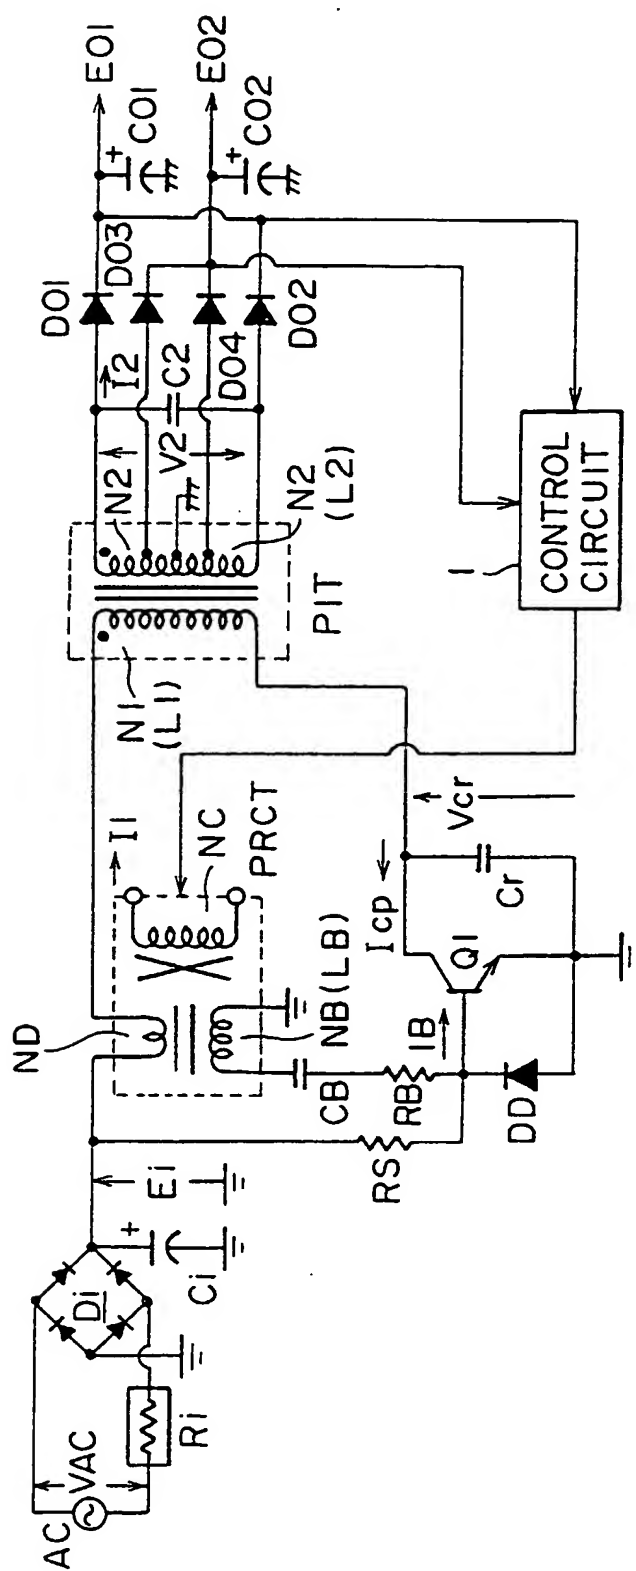 AC
VAC
Ri
Di
Ci
Ei
ND
I1
NC
PRCT
NB(LB)
CB
RB
RS
IB
DD
Q1
Icp
Cr
Vcr
N1
(L1)
PIT
N2
N2
(L2)
V2
I2
C2
DO1
DO3
DO4
DO2
+
CO1
+
CO2
EO1
EO2
1
CONTROL
CIRCUIT
+